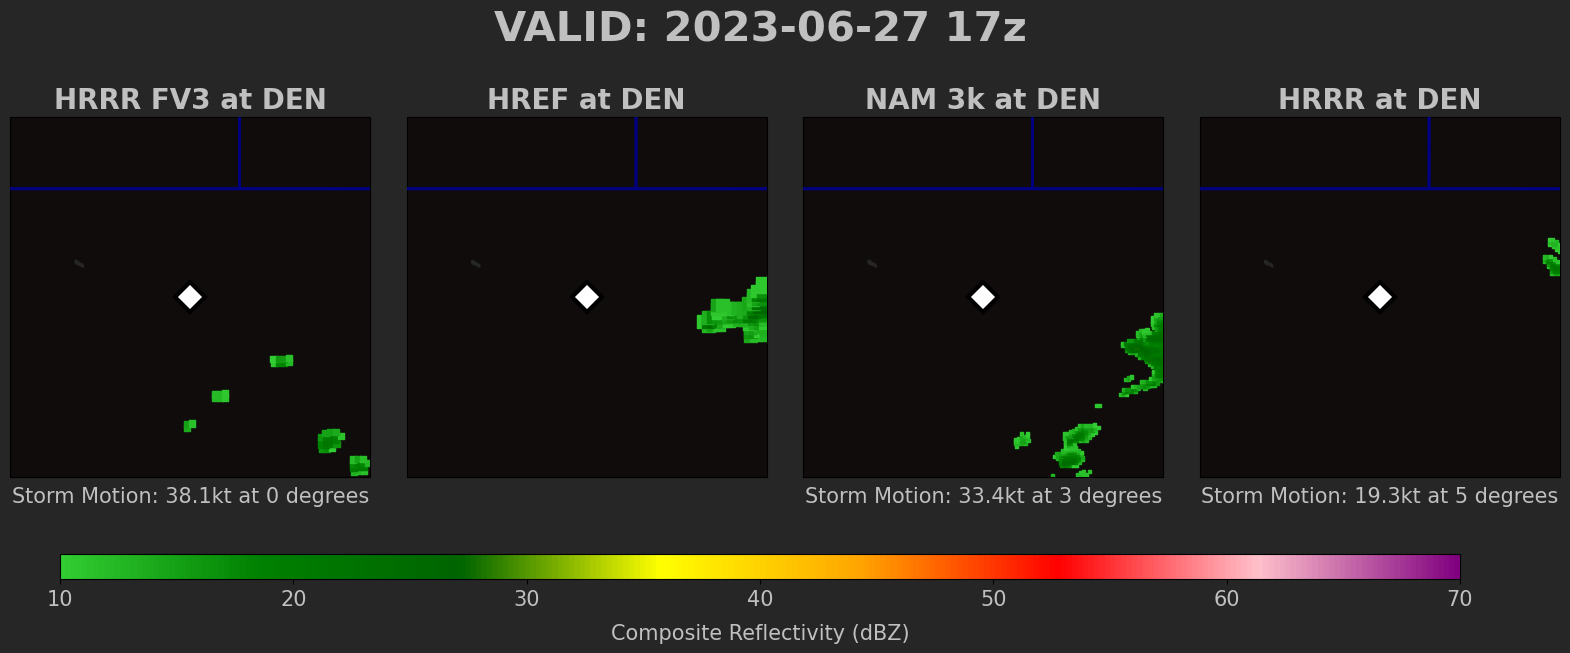 VALID: 2023-06-27 17z
HRRR FV3 at DEN
HREF at DEN
NAM 3k at DEN
HRRR at DEN
Storm Motion: 38.1kt at 0 degrees
Storm Motion: 33.4kt at 3 degrees
Storm Motion: 19.3kt at 5 degrees
10 20 30 40 50 60 70
Composite Reflectivity (dBZ)